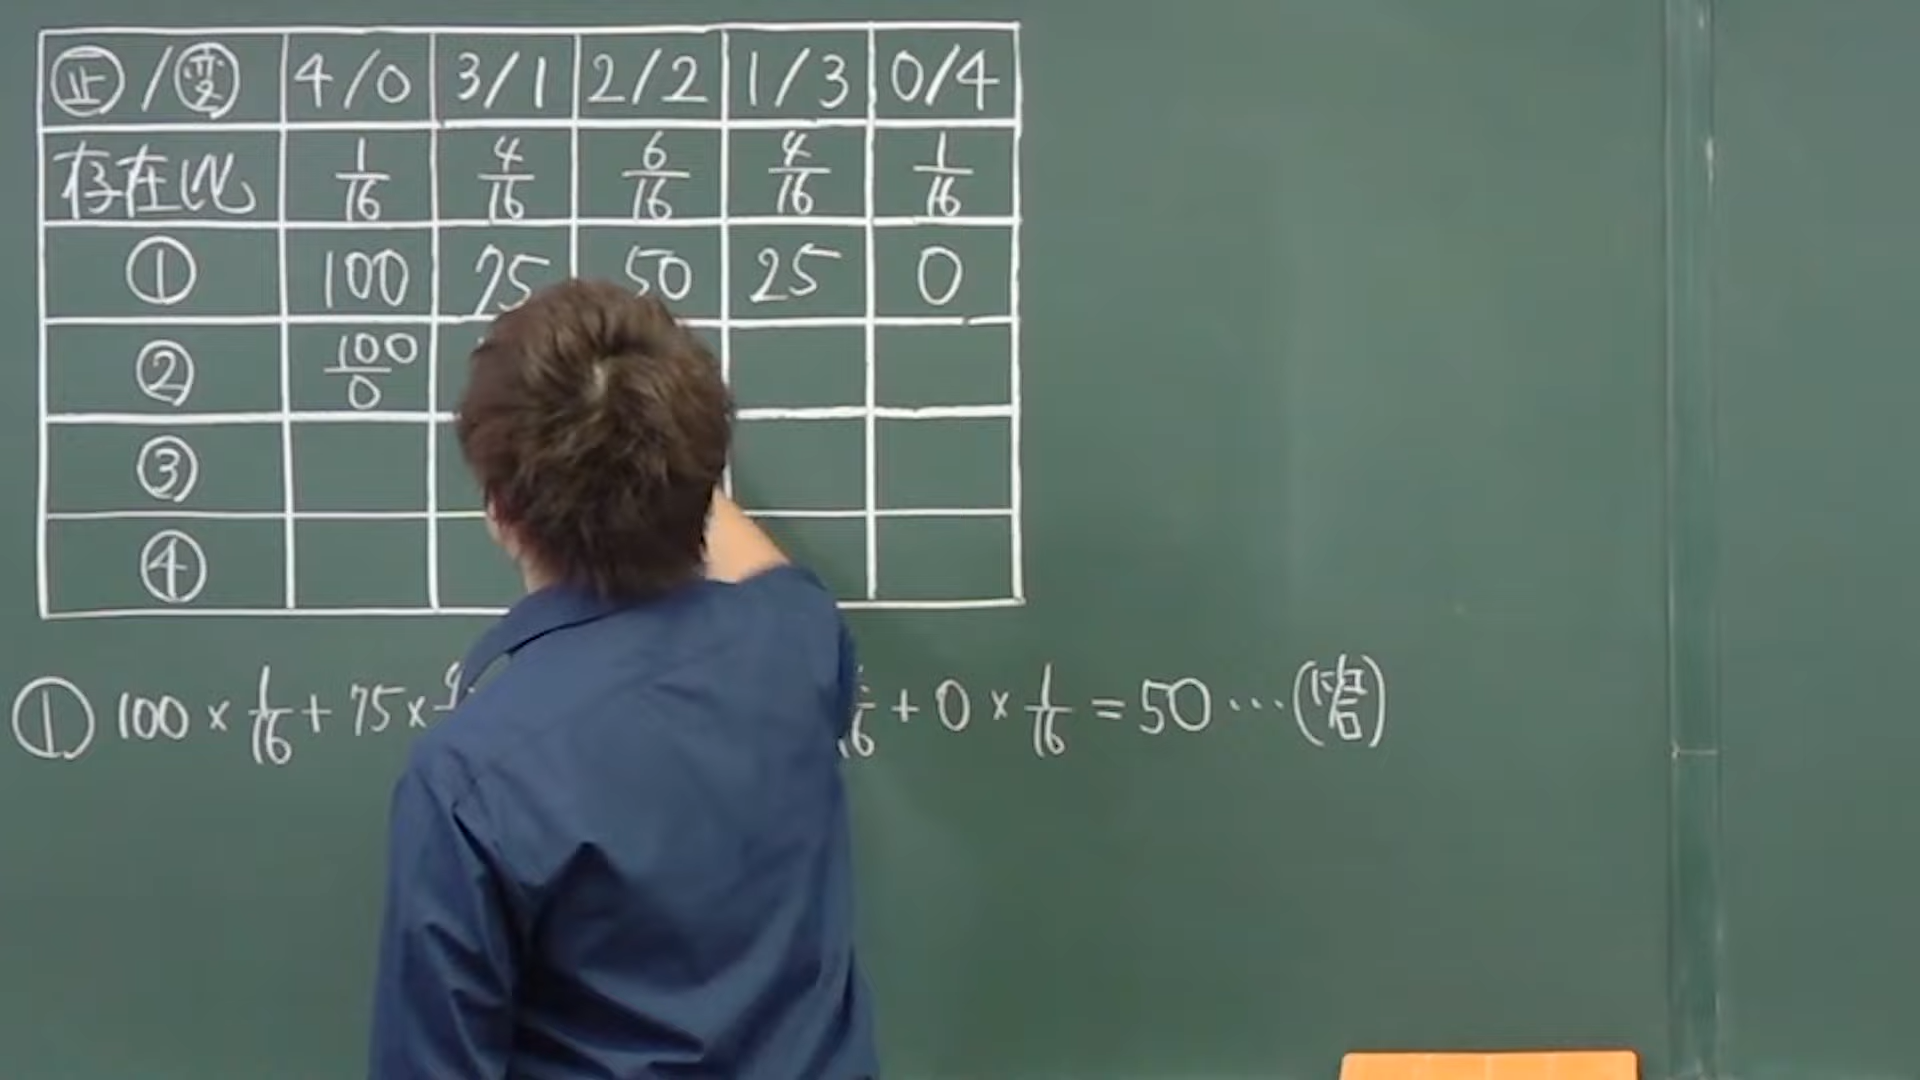 正 / 変 4/0 3/1 2/2 1/3 0/4
存在比 1/16 4/16 6/16 4/16 1/16
① 100 75 50 25 0
② 100/0
③
④
① 100 × 1/16 + 75 × + 0 × 1/16 = 50 … (答)